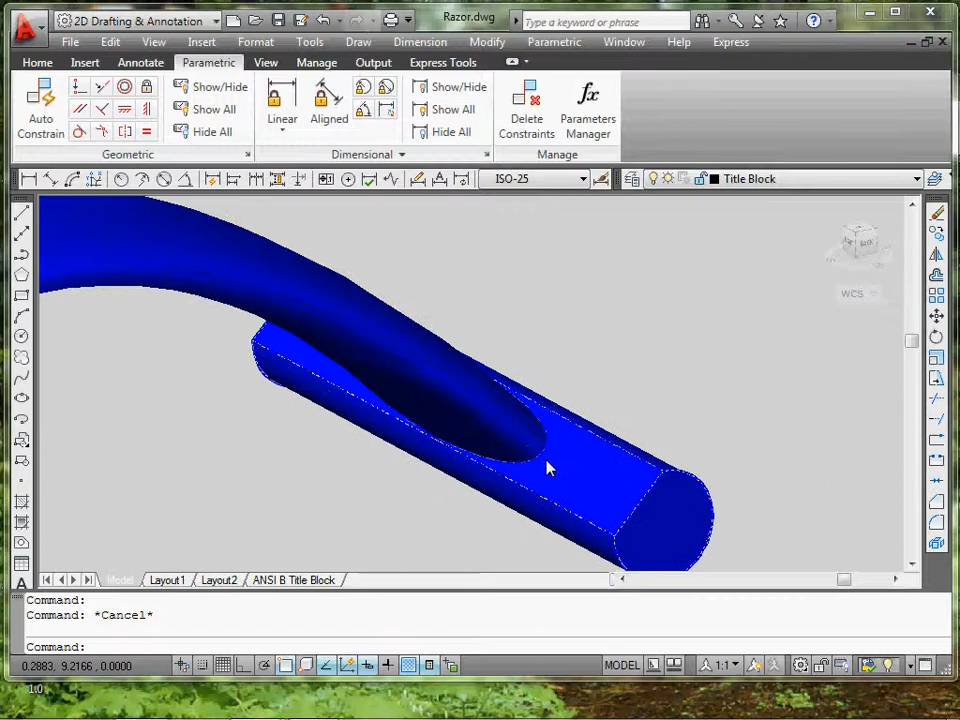 2D Drafting & Annotation
Razor.dwg
Type a keyword or phrase
File Edit View Insert Format Tools Draw Dimension Modify Parametric Window Help Express
Home Insert Annotate Parametric View Manage Output Express Tools
Auto Constrain
Show/Hide
Show All
Hide All
Linear
Aligned
Show/Hide
Show All
Hide All
Delete Constraints
Parameters Manager
Geometric
Dimensional
Manage
ISO-25
Title Block
WCS
Model Layout1 Layout2 ANSI B Title Block
Command:
Command: *Cancel*
Command:
0.2883, 9.2166 , 0.0000
MODEL
1:1
1.0